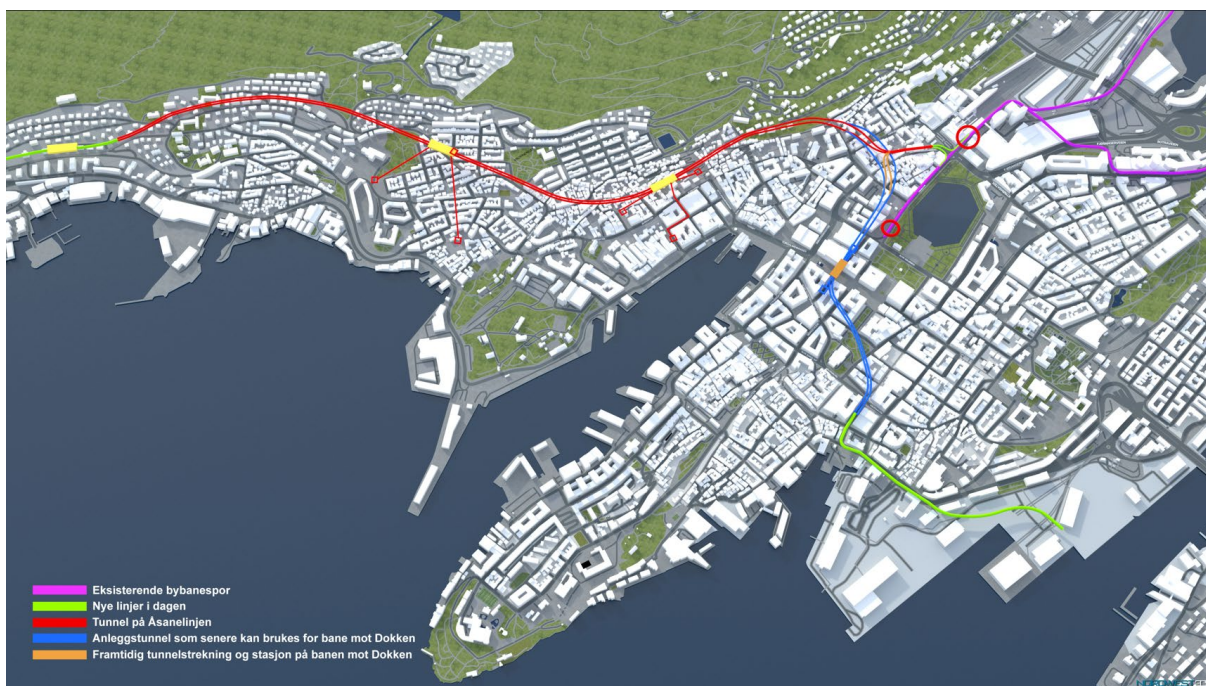 Eksisterende bybanespor
Nye linjer i dagen
Tunnel på Åsanelinjen
Anleggstunnel som senere kan brukes for bane mot Dokken
Framtidig tunnelstrekning og stasjon på banen mot Dokken